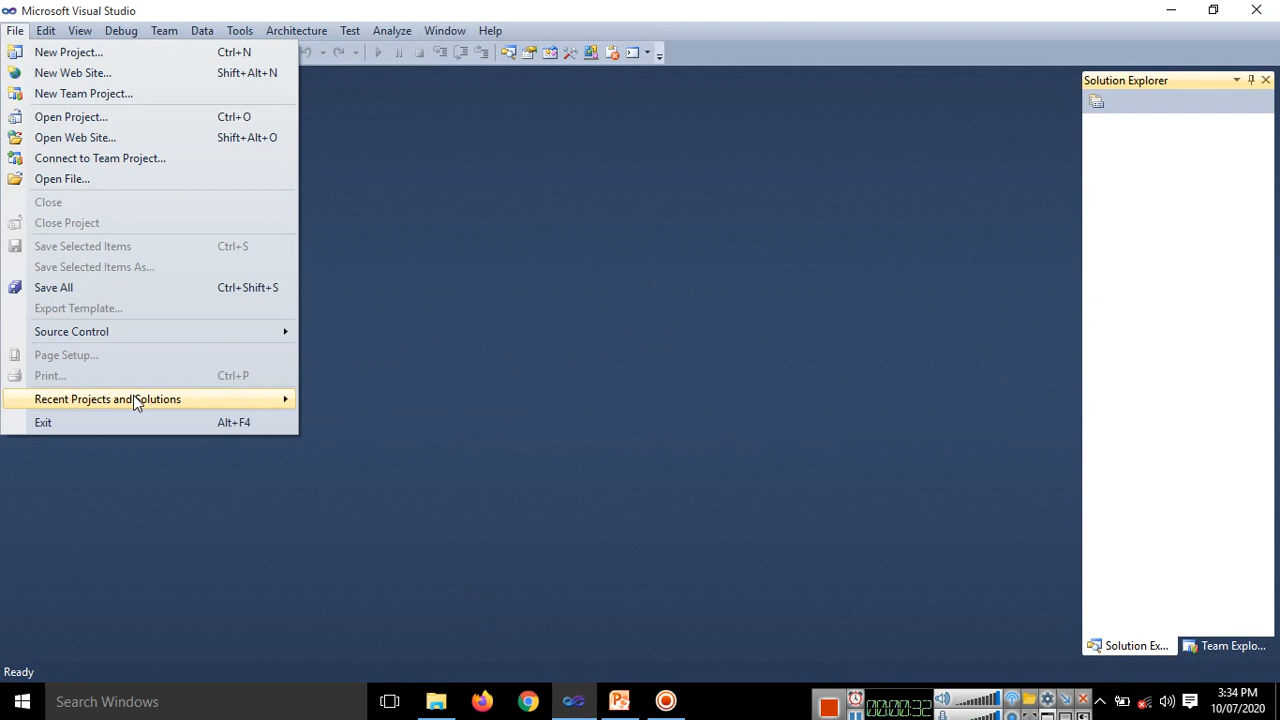 Microsoft Visual Studio
File Edit View Debug Team Data Tools Architecture Test Analyze Window Help
New Project... Ctrl+N
New Web Site... Shift+Alt+N
New Team Project...
Open Project... Ctrl+O
Open Web Site... Shift+Alt+O
Connect to Team Project...
Open File...
Close
Close Project
Save Selected Items Ctrl+S
Save Selected Items As...
Save All Ctrl+Shift+S
Export Template...
Source Control
Page Setup...
Print... Ctrl+P
Recent Projects and Solutions
Exit Alt+F4
Solution Explorer
Solution Ex... Team Explo...
Ready
Search Windows
00:00:32
3:34 PM
10/07/2020